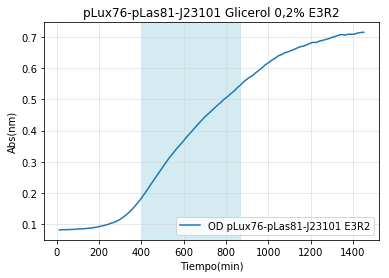 pLux76-pLas81-J23101 Glicerol 0,2% E3R2
Abs(nm)
0.7
0.6
0.5
0.4
0.3
0.2
0.1
0 200 400 600 800 1000 1200 1400
Tiempo(min)
OD pLux76-pLas81-J23101 E3R2